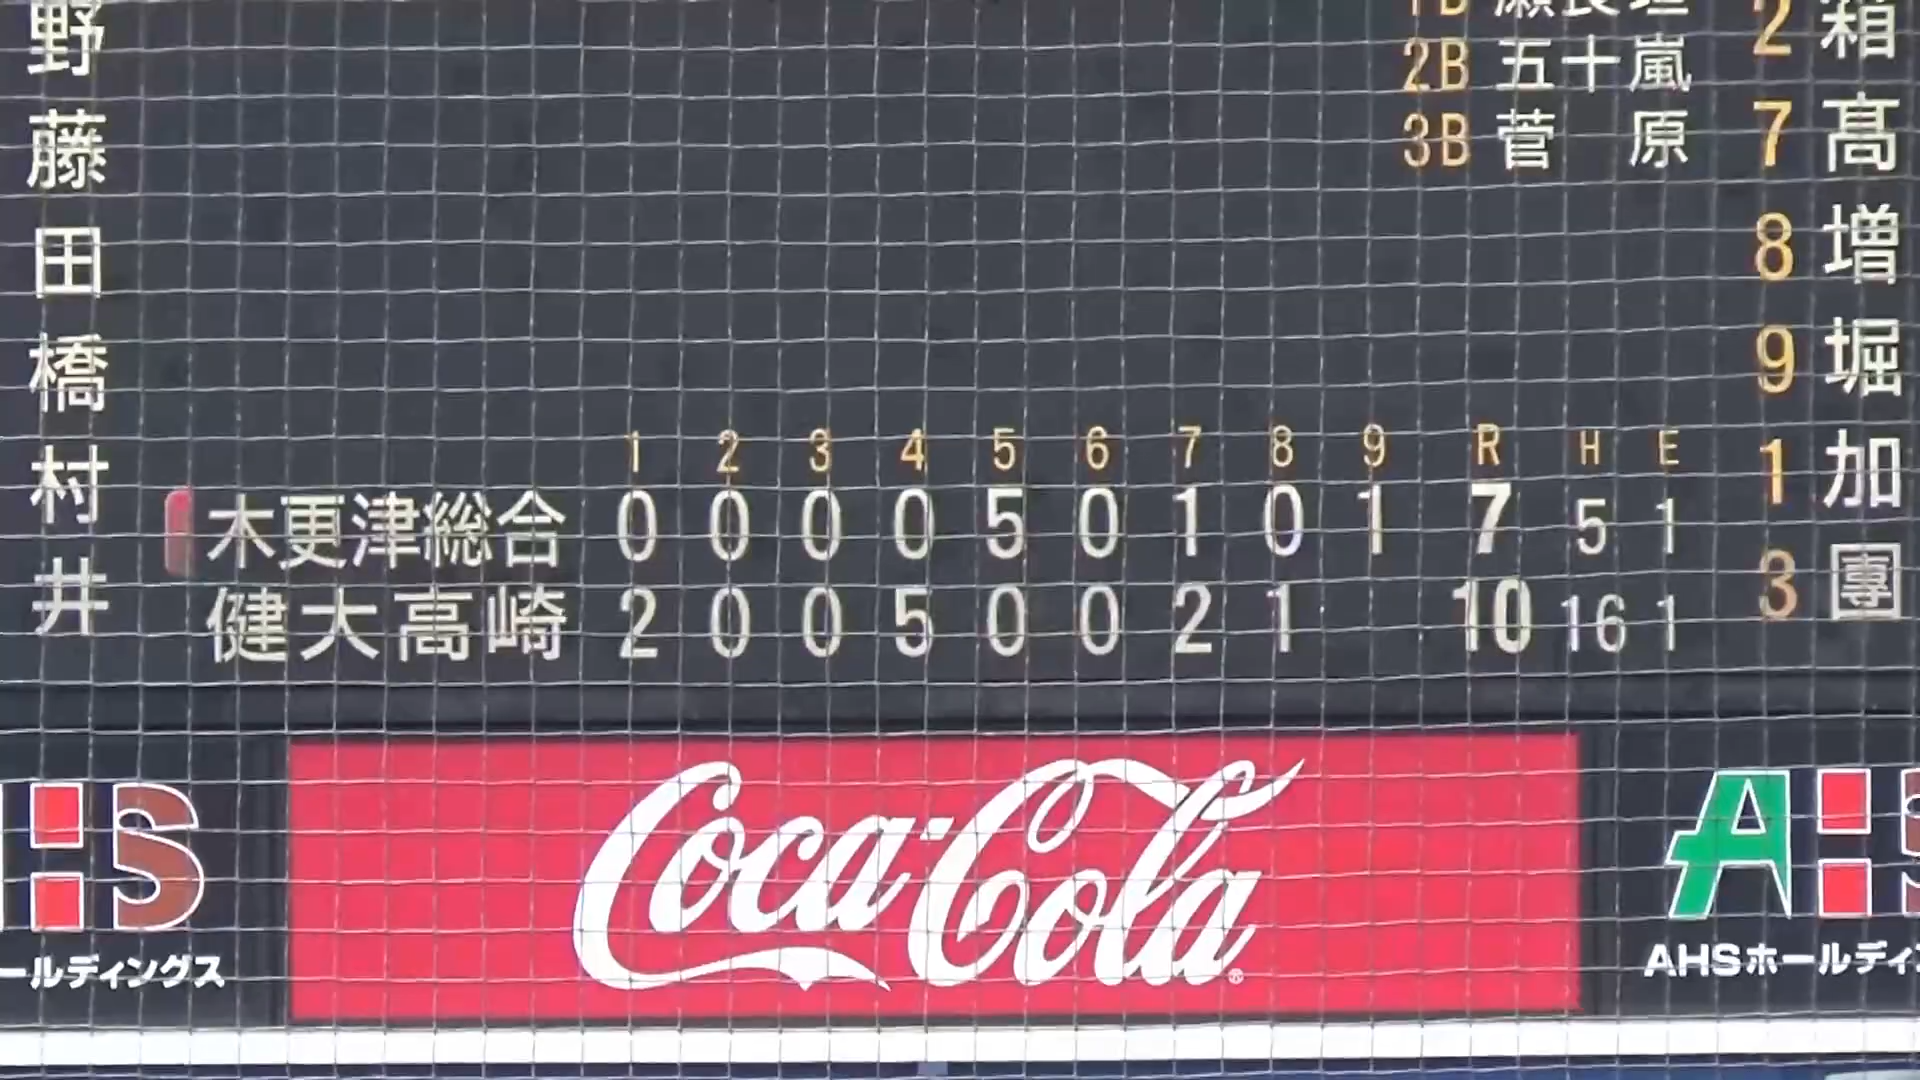 野
藤
田
橋
村
井
2B 五十嵐
3B 菅 原
2 箱
7 髙
8 増
9 堀
1 加
3 團
1 2 3 4 5 6 7 8 9 R H E
木更津総合 0 0 0 0 5 0 1 0 1 7 5 1
健大高崎 2 0 0 5 0 0 2 1 10 16 1
HS
ールディングス
Coca-Cola
AHS
AHSホールディ